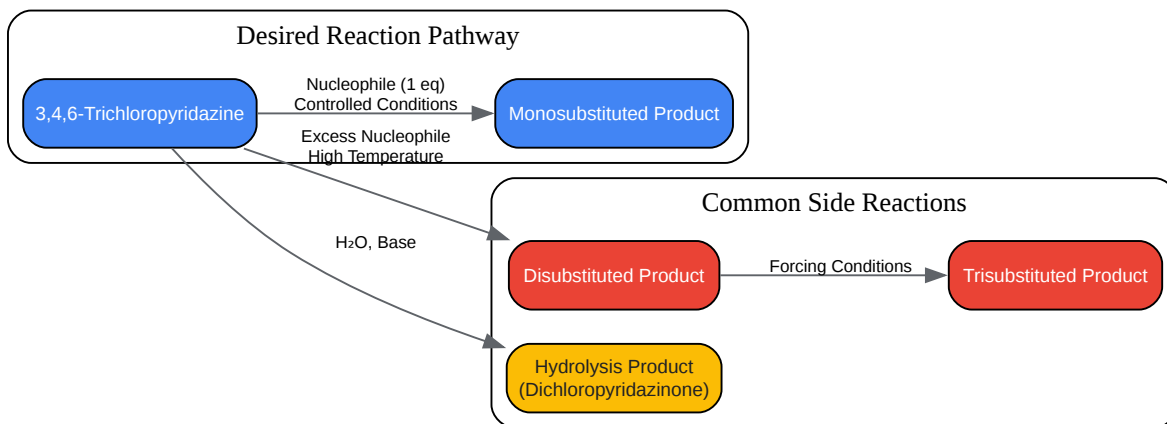 Desired Reaction Pathway
3,4,6-Trichloropyridazine
Nucleophile (1 eq)
Controlled Conditions
Monosubstituted Product
Excess Nucleophile
High Temperature
H₂O, Base
Common Side Reactions
Disubstituted Product
Forcing Conditions
Trisubstituted Product
Hydrolysis Product
(Dichloropyridazinone)